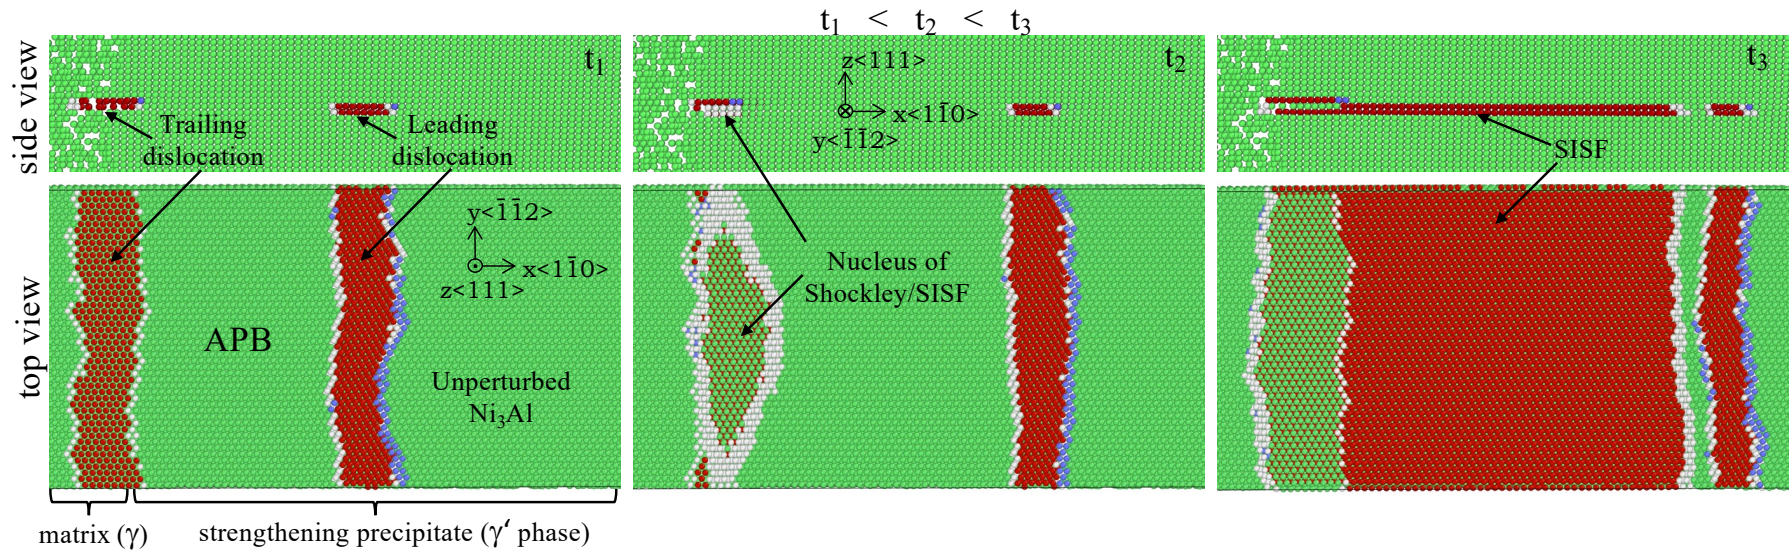 t₁ < t₂ < t₃
side view
t₁
Trailing
dislocation
Leading
dislocation
t₂
z<111>
x<11̄0>
y<1̄1̄2>
t₃
SISF
top view
y<1̄1̄2>
x<11̄0>
z<111>
APB
Unperturbed
Ni₃Al
Nucleus of
Shockley/SISF
matrix (γ)
strengthening precipitate (γ‘ phase)